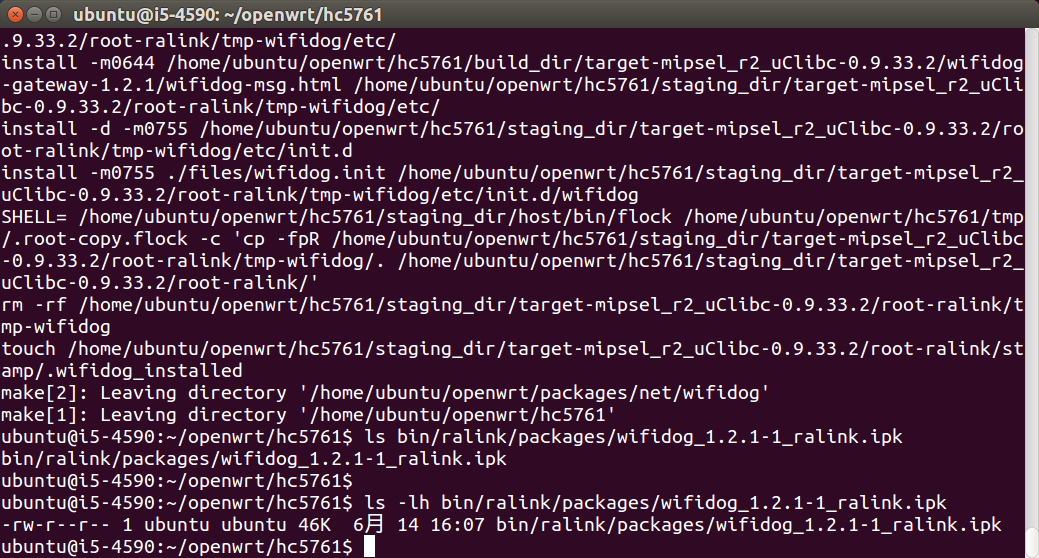 ubuntu@i5-4590: ~/openwrt/hc5761
.9.33.2/root-ralink/tmp-wifidog/etc/
install -m0644 /home/ubuntu/openwrt/hc5761/build_dir/target-mipsel_r2_uClibc-0.9.33.2/wifidog
-gateway-1.2.1/wifidog-msg.html /home/ubuntu/openwrt/hc5761/staging_dir/target-mipsel_r2_uCli
bc-0.9.33.2/root-ralink/tmp-wifidog/etc/
install -d -m0755 /home/ubuntu/openwrt/hc5761/staging_dir/target-mipsel_r2_uClibc-0.9.33.2/ro
ot-ralink/tmp-wifidog/etc/init.d
install -m0755 ./files/wifidog.init /home/ubuntu/openwrt/hc5761/staging_dir/target-mipsel_r2_
uClibc-0.9.33.2/root-ralink/tmp-wifidog/etc/init.d/wifidog
SHELL= /home/ubuntu/openwrt/hc5761/staging_dir/host/bin/flock /home/ubuntu/openwrt/hc5761/tmp
/.root-copy.flock -c 'cp -fpR /home/ubuntu/openwrt/hc5761/staging_dir/target-mipsel_r2_uClibc
-0.9.33.2/root-ralink/tmp-wifidog/. /home/ubuntu/openwrt/hc5761/staging_dir/target-mipsel_r2_
uClibc-0.9.33.2/root-ralink/'
rm -rf /home/ubuntu/openwrt/hc5761/staging_dir/target-mipsel_r2_uClibc-0.9.33.2/root-ralink/t
mp-wifidog
touch /home/ubuntu/openwrt/hc5761/staging_dir/target-mipsel_r2_uClibc-0.9.33.2/root-ralink/st
amp/.wifidog_installed
make[2]: Leaving directory '/home/ubuntu/openwrt/packages/net/wifidog'
make[1]: Leaving directory '/home/ubuntu/openwrt/hc5761'
ubuntu@i5-4590:~/openwrt/hc5761$ ls bin/ralink/packages/wifidog_1.2.1-1_ralink.ipk
bin/ralink/packages/wifidog_1.2.1-1_ralink.ipk
ubuntu@i5-4590:~/openwrt/hc5761$
ubuntu@i5-4590:~/openwrt/hc5761$ ls -lh bin/ralink/packages/wifidog_1.2.1-1_ralink.ipk
-rw-r--r-- 1 ubuntu ubuntu 46K  6月 14 16:07 bin/ralink/packages/wifidog_1.2.1-1_ralink.ipk
ubuntu@i5-4590:~/openwrt/hc5761$